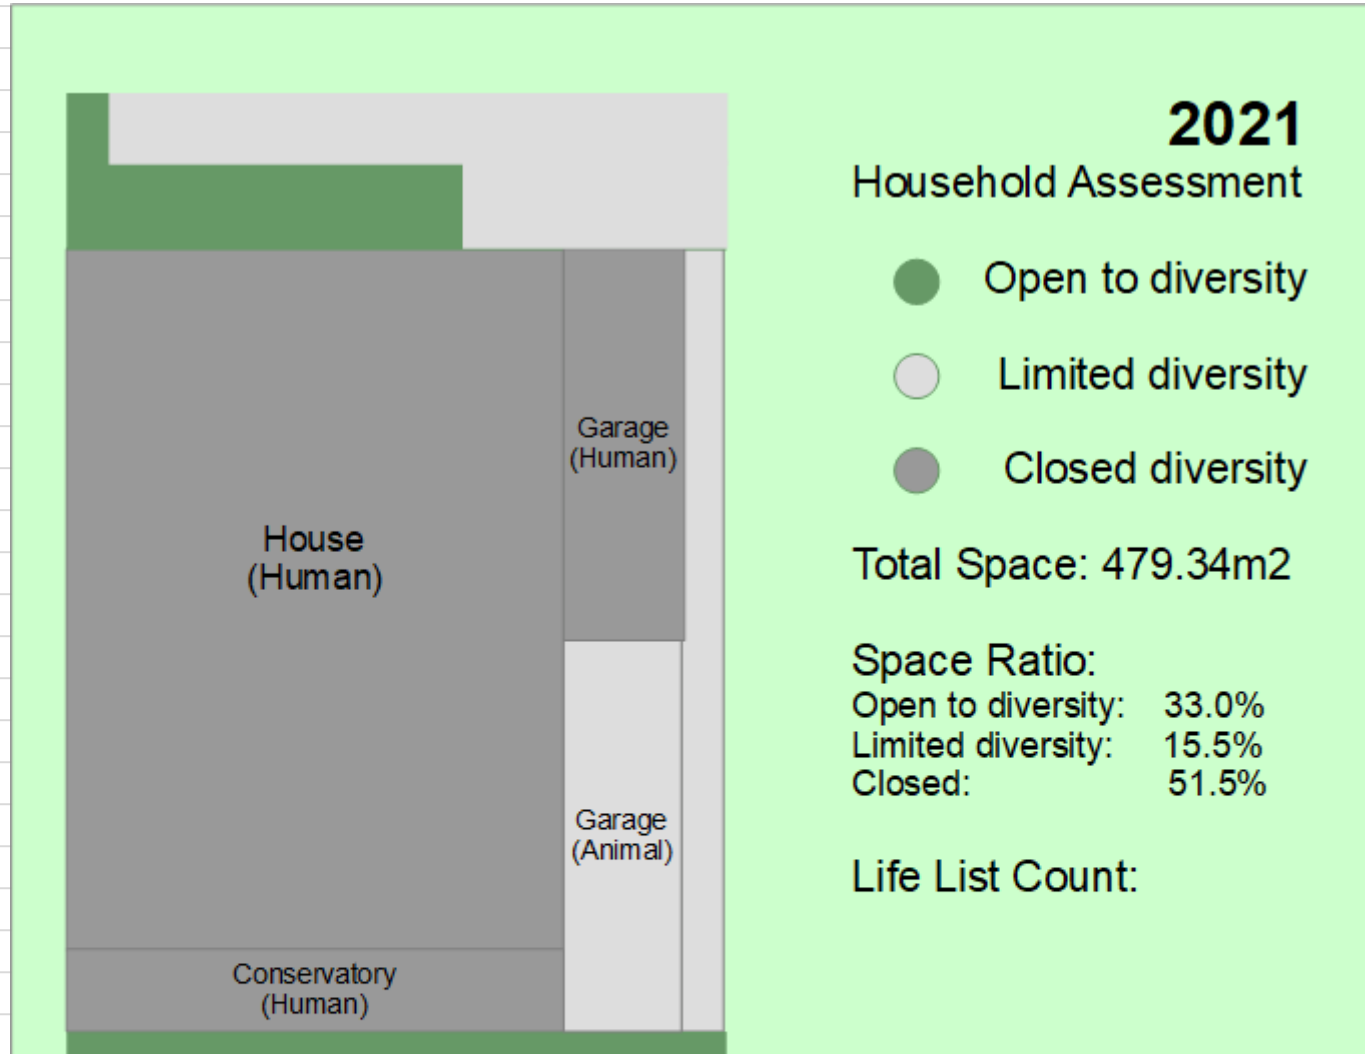 2021
Household Assessment
Open to diversity
Limited diversity
Closed diversity
Total Space: 479.34m2
Space Ratio:
Open to diversity: 33.0%
Limited diversity: 15.5%
Closed: 51.5%
Life List Count:
Garage
(Human)
House
(Human)
Garage
(Animal)
Conservatory
(Human)